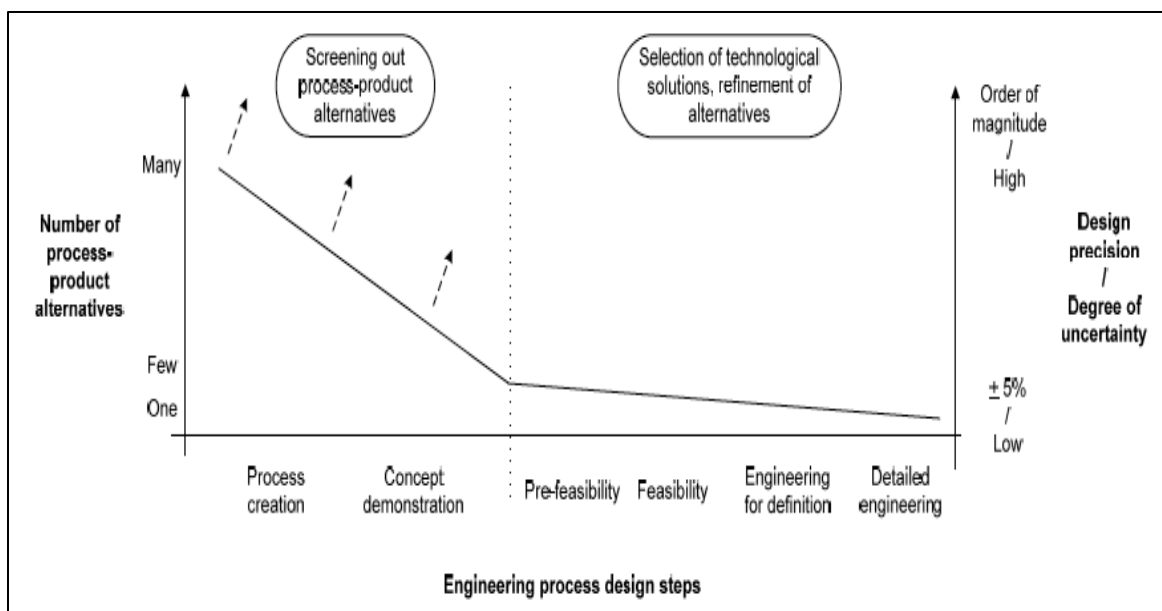 Screening out
process-product
alternatives
Selection of technological
solutions, refinement of
alternatives
Number of
process-
product
alternatives
Many
Few
One
Order of
magnitude
/
High
± 5%
/
Low
Design
precision
/
Degree of
uncertainty
Process
creation
Concept
demonstration
Pre-feasibility
Feasibility
Engineering
for definition
Detailed
engineering
Engineering process design steps